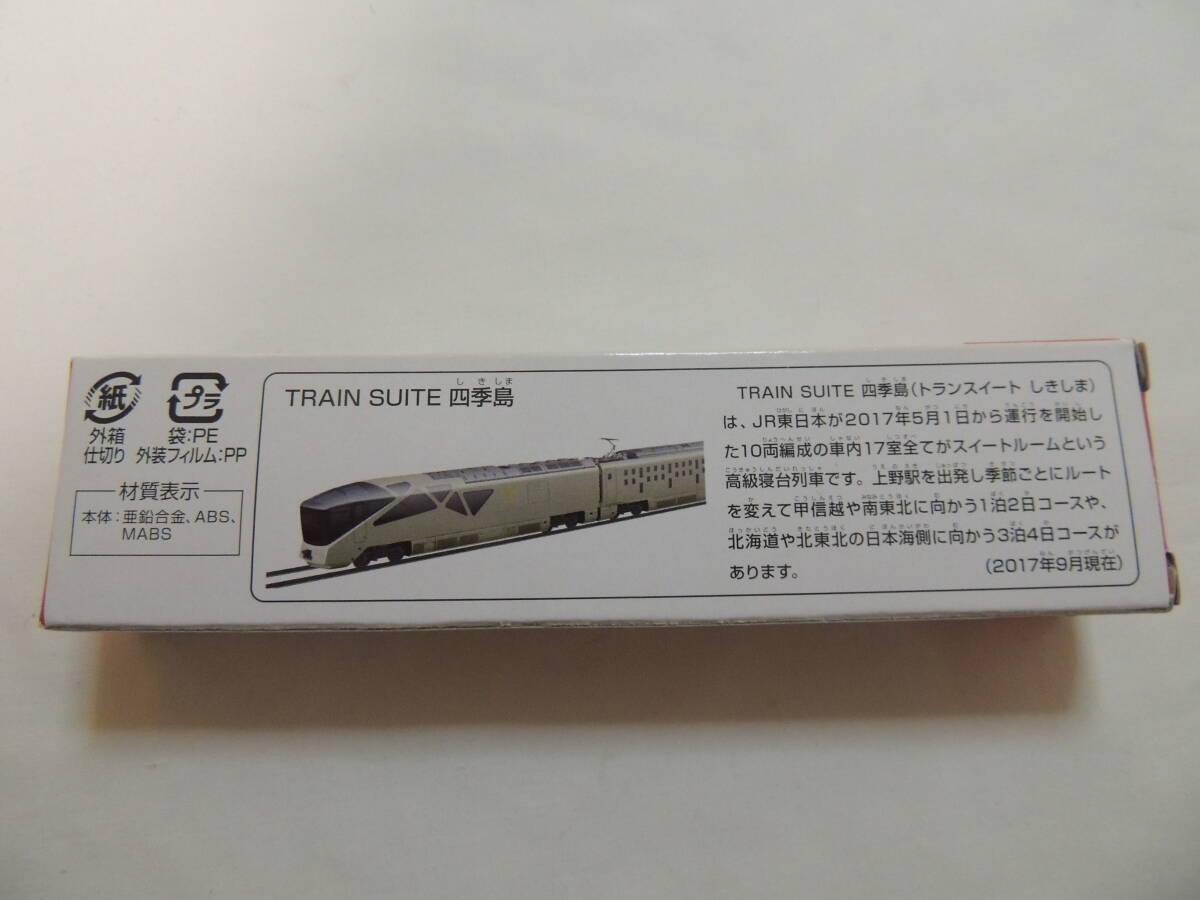 紙
プラ
外箱
仕切り
袋:PE
外装フィルム:PP
材質表示
本体:亜鉛合金、ABS、
MABS
TRAIN SUITE 四季島
しきしま
TRAIN SUITE 四季島(トランスイート しきしま)
は、JR東日本が2017年5月1日から運行を開始し
た10両編成の車内17室全てがスイートルームという
高級寝台列車です。上野駅を出発し季節ごとにルート
を変えて甲信越や南東北に向かう1泊2日コースや、
北海道や北東北の日本海側に向かう3泊4日コースが
あります。
(2017年9月現在)